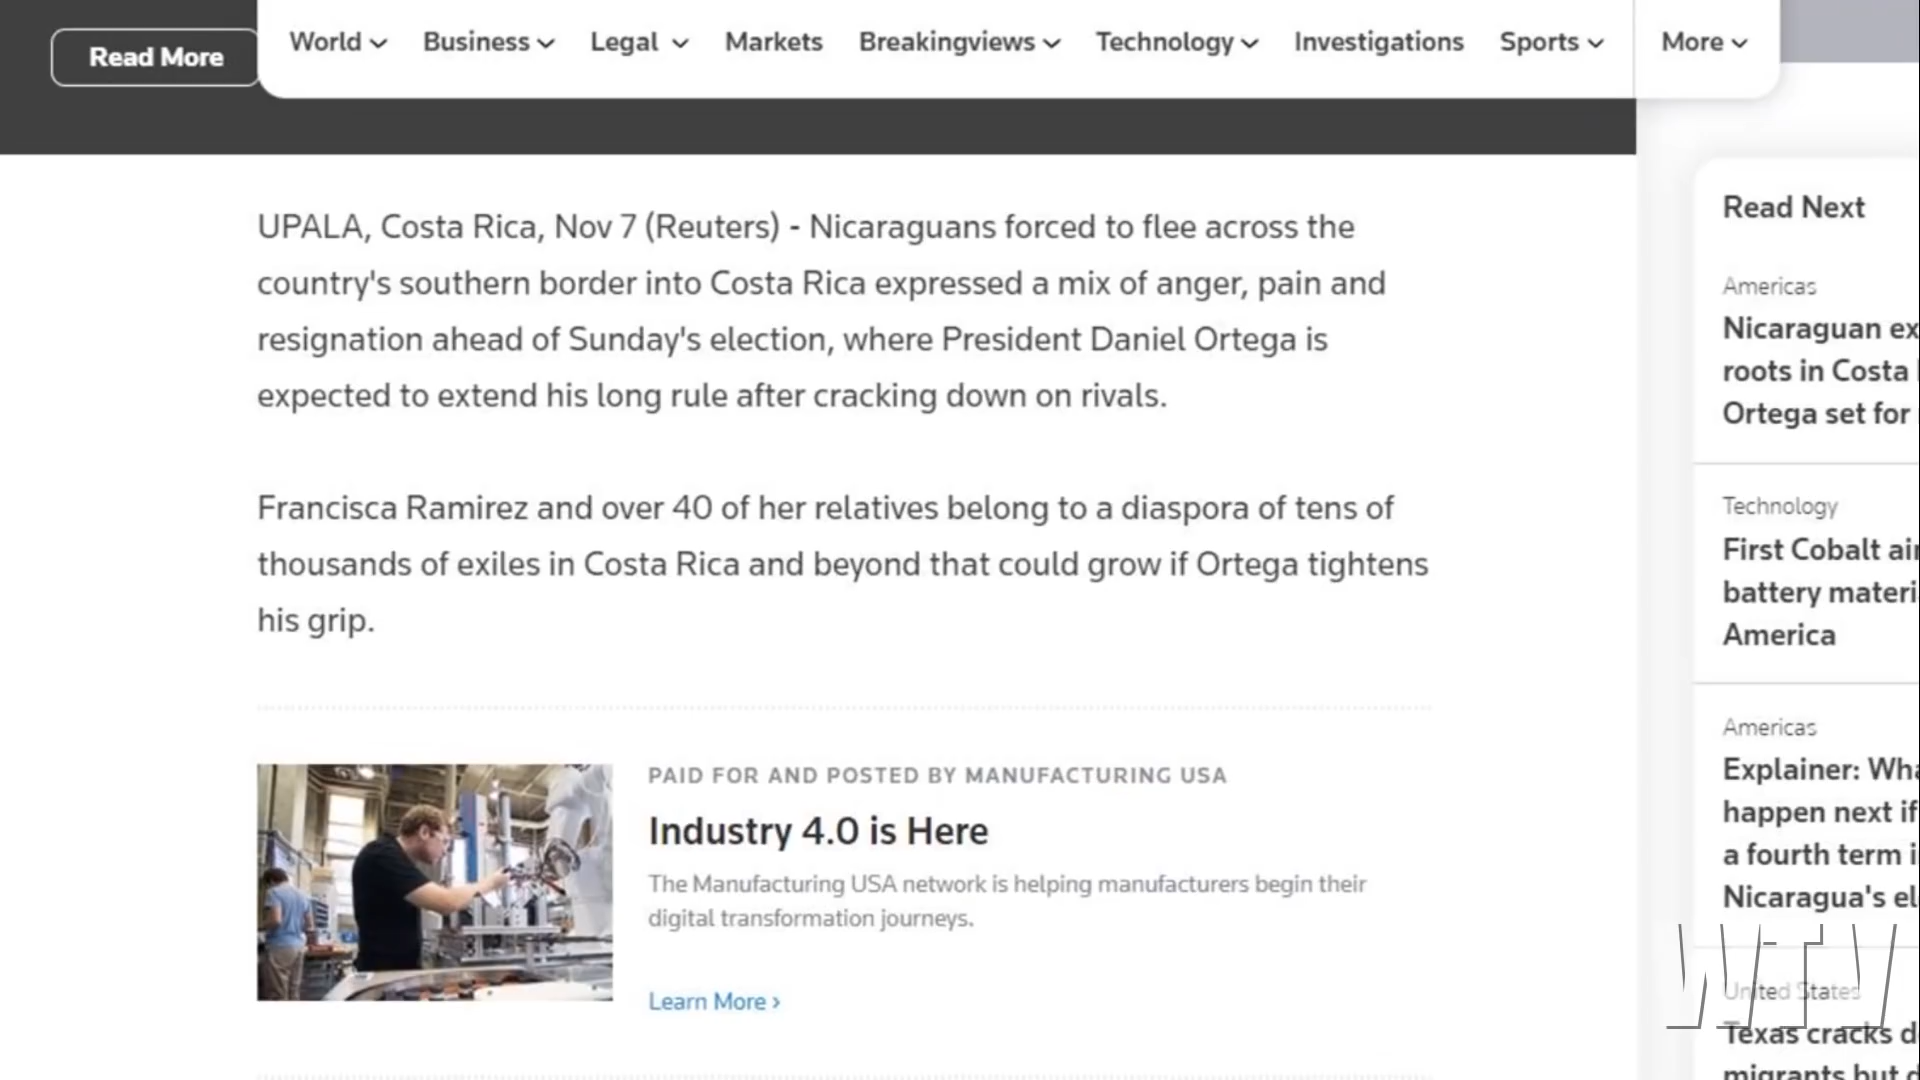 Read More
World
Business
Legal
Markets
Breakingviews
Technology
Investigations
Sports
More
UPALA, Costa Rica, Nov 7 (Reuters) - Nicaraguans forced to flee across the
country's southern border into Costa Rica expressed a mix of anger, pain and
resignation ahead of Sunday's election, where President Daniel Ortega is
expected to extend his long rule after cracking down on rivals.
Francisca Ramirez and over 40 of her relatives belong to a diaspora of tens of
thousands of exiles in Costa Rica and beyond that could grow if Ortega tightens
his grip.
PAID FOR AND POSTED BY MANUFACTURING USA
Industry 4.0 is Here
The Manufacturing USA network is helping manufacturers begin their
digital transformation journeys.
Learn More ›
Read Next
Americas
Nicaraguan
roots in Costa
Ortega set for
Technology
First Cobalt
battery
America
Americas
Explainer:
happen next if
a fourth term
Nicaragua's
United States
Texas cracks
migrants but
WTV